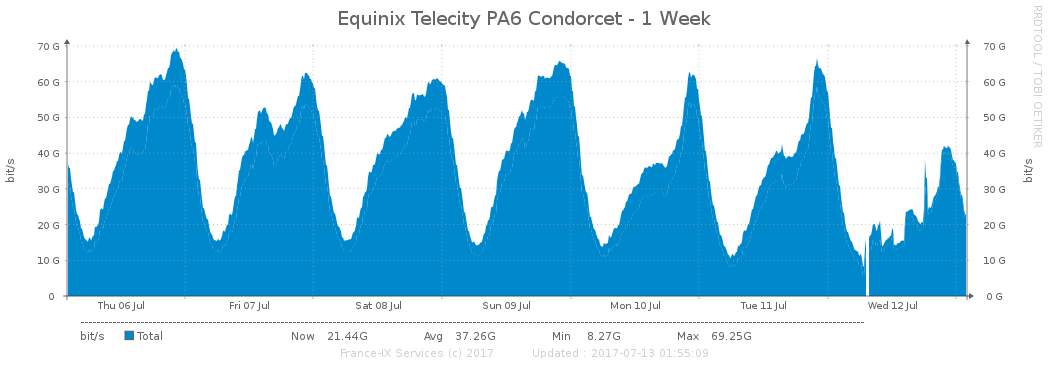 Equinix Telecity PA6 Condorcet - 1 Week
RRDTOOL / TOBI OETIKER
bit/s
70 G 70 G
60 G 60 G
50 G 50 G
40 G 40 G
30 G 30 G
20 G 20 G
10 G 10 G
0 0 G
bit/s
Thu 06 Jul Fri 07 Jul Sat 08 Jul Sun 09 Jul Mon 10 Jul Tue 11 Jul Wed 12 Jul
bit/s Total Now 21.44G Avg 37.26G Min 8.27G Max 69.25G
France-IX Services (c) 2017 Updated : 2017-07-13 01:55:09